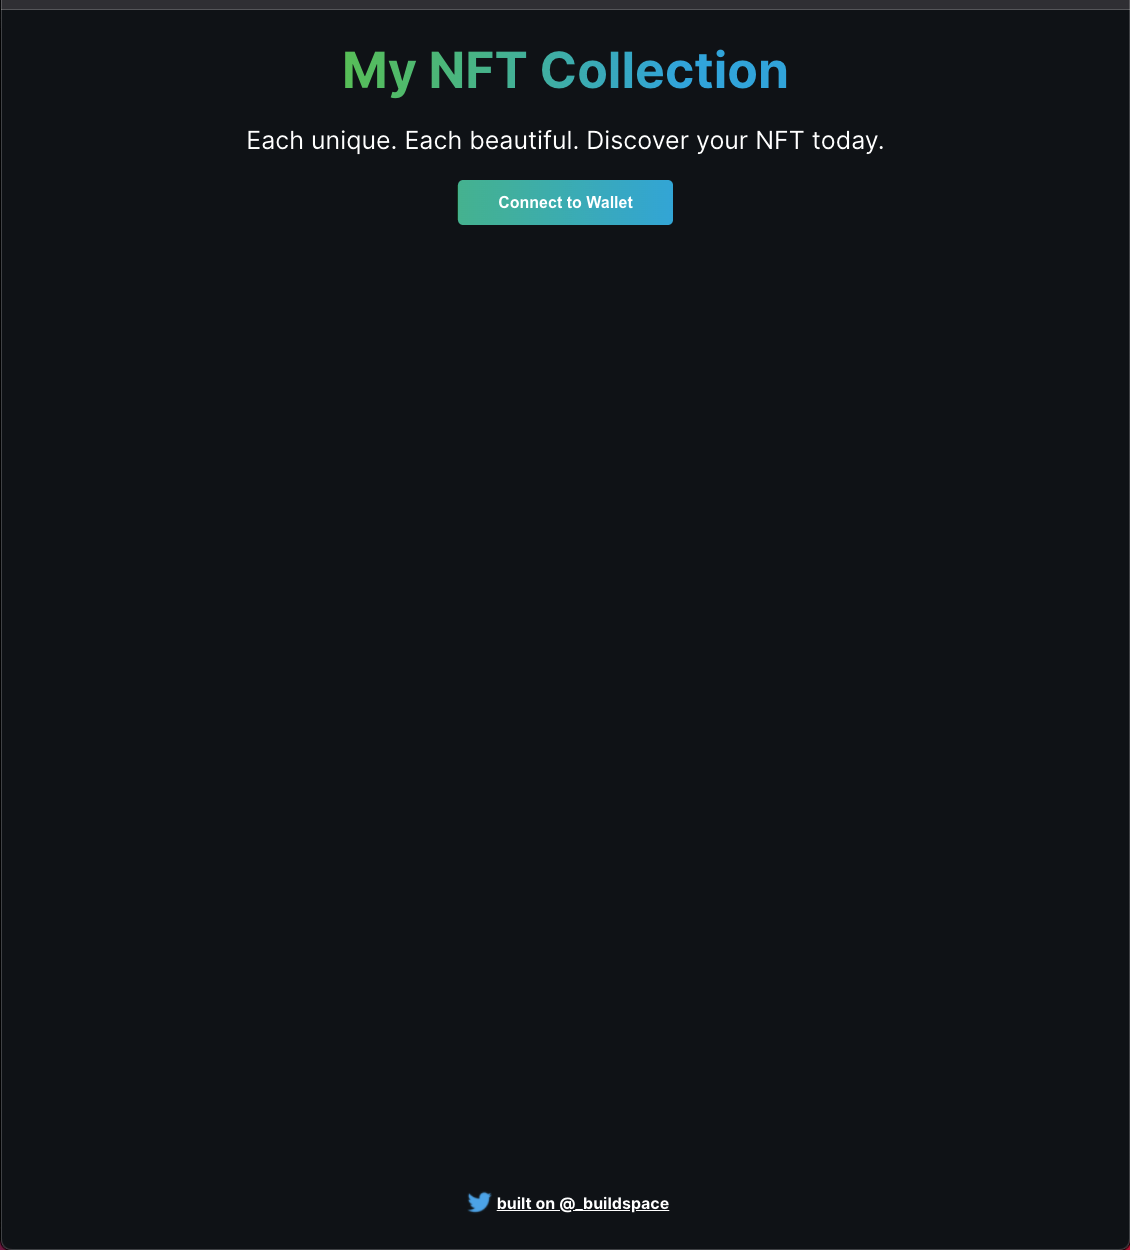 My NFT Collection
Each unique. Each beautiful. Discover your NFT today.
Connect to Wallet
built on @_buildspace